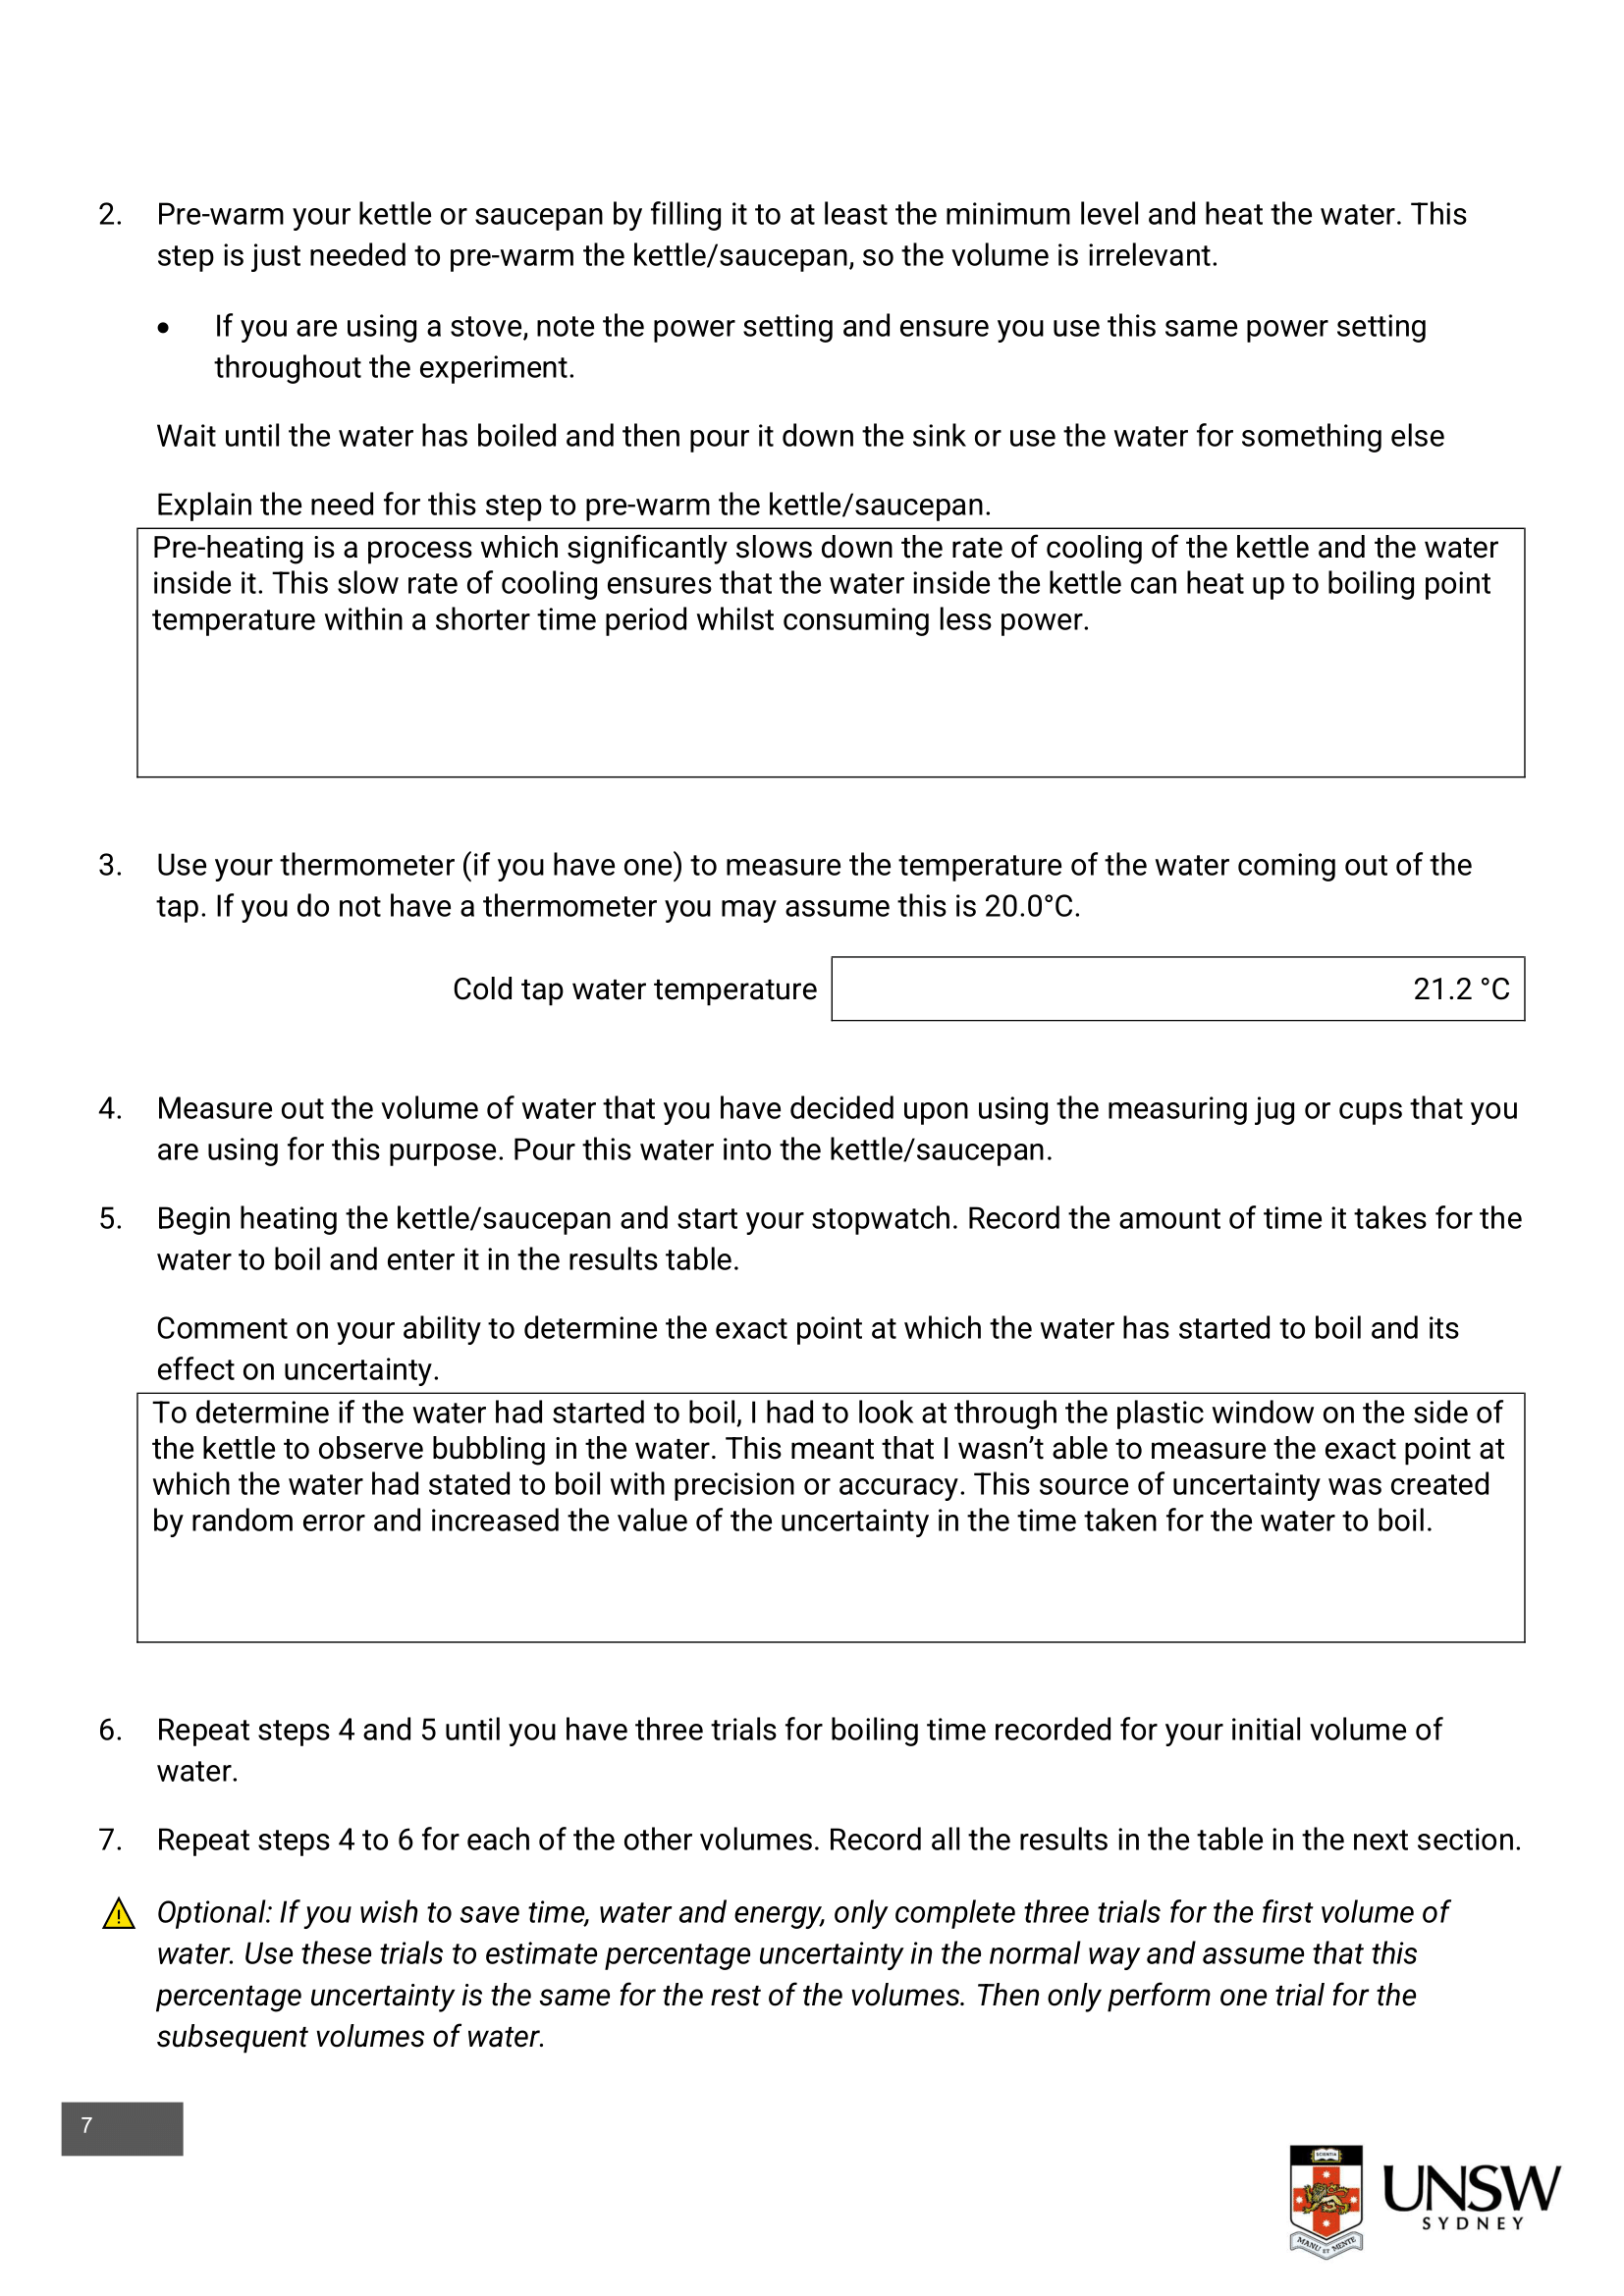 2. Pre-warm your kettle or saucepan by filling it to at least the minimum level and heat the water. This
step is just needed to pre-warm the kettle/saucepan, so the volume is irrelevant.
• If you are using a stove, note the power setting and ensure you use this same power setting
throughout the experiment.
Wait until the water has boiled and then pour it down the sink or use the water for something else
Explain the need for this step to pre-warm the kettle/saucepan.
Pre-heating is a process which significantly slows down the rate of cooling of the kettle and the water
inside it. This slow rate of cooling ensures that the water inside the kettle can heat up to boiling point
temperature within a shorter time period whilst consuming less power.
3. Use your thermometer (if you have one) to measure the temperature of the water coming out of the
tap. If you do not have a thermometer you may assume this is 20.0°C.
Cold tap water temperature 21.2 °C
4. Measure out the volume of water that you have decided upon using the measuring jug or cups that you
are using for this purpose. Pour this water into the kettle/saucepan.
5. Begin heating the kettle/saucepan and start your stopwatch. Record the amount of time it takes for the
water to boil and enter it in the results table.
Comment on your ability to determine the exact point at which the water has started to boil and its
effect on uncertainty.
To determine if the water had started to boil, I had to look at through the plastic window on the side of
the kettle to observe bubbling in the water. This meant that I wasn’t able to measure the exact point at
which the water had stated to boil with precision or accuracy. This source of uncertainty was created
by random error and increased the value of the uncertainty in the time taken for the water to boil.
6. Repeat steps 4 and 5 until you have three trials for boiling time recorded for your initial volume of
water.
7. Repeat steps 4 to 6 for each of the other volumes. Record all the results in the table in the next section.
! Optional: If you wish to save time, water and energy, only complete three trials for the first volume of
water. Use these trials to estimate percentage uncertainty in the normal way and assume that this
percentage uncertainty is the same for the rest of the volumes. Then only perform one trial for the
subsequent volumes of water.
7
SCIENTIA
MANU ET MENTE
UNSW
SYDNEY